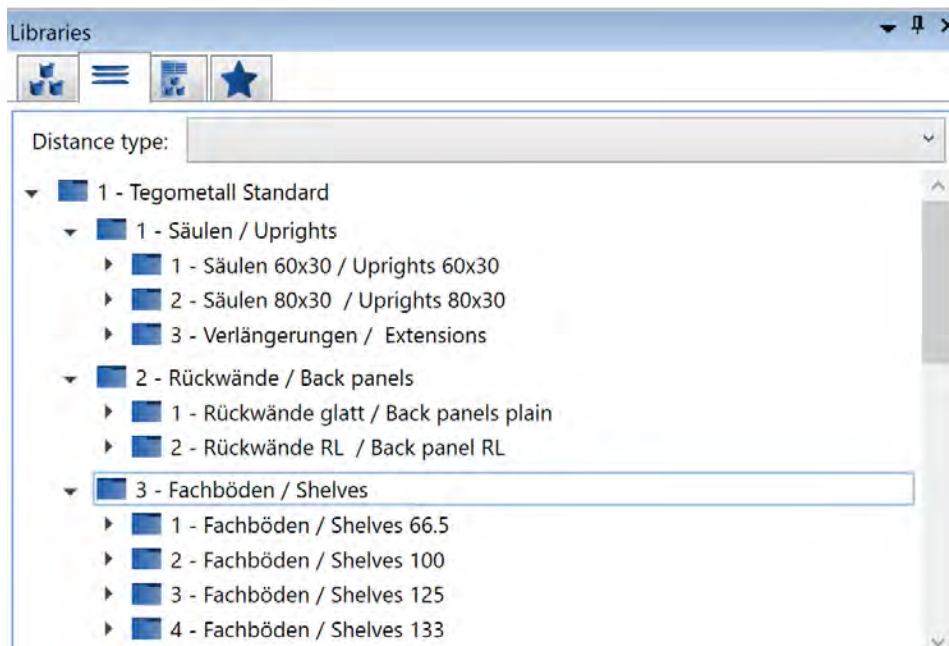 Libraries
Distance type:
1 - Tegometall Standard
1 - Säulen / Uprights
1 - Säulen 60x30 / Uprights 60x30
2 - Säulen 80x30 / Uprights 80x30
3 - Verlängerungen / Extensions
2 - Rückwände / Back panels
1 - Rückwände glatt / Back panels plain
2 - Rückwände RL / Back panel RL
3 - Fachböden / Shelves
1 - Fachböden / Shelves 66.5
2 - Fachböden / Shelves 100
3 - Fachböden / Shelves 125
4 - Fachböden / Shelves 133